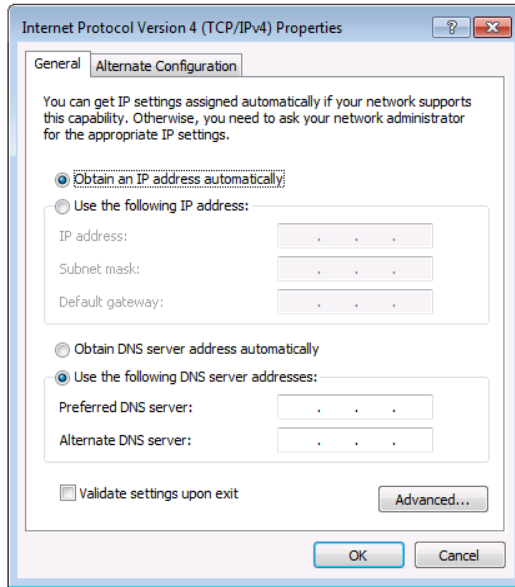 Internet Protocol Version 4 (TCP/IPv4) Properties
General
Alternate Configuration
You can get IP settings assigned automatically if your network supports
this capability. Otherwise, you need to ask your network administrator
for the appropriate IP settings.
Obtain an IP address automatically
Use the following IP address:
IP address:
Subnet mask:
Default gateway:
Obtain DNS server address automatically
Use the following DNS server addresses:
Preferred DNS server:
Alternate DNS server:
Validate settings upon exit
Advanced...
OK
Cancel